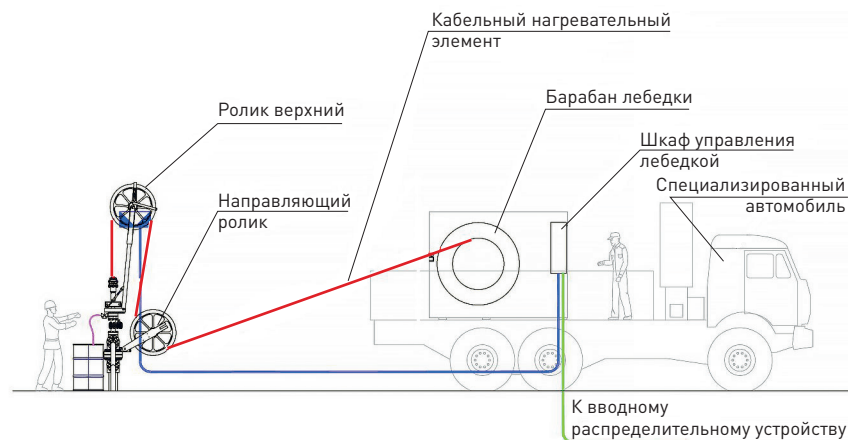 Кабельный нагревательный
элемент
Барабан лебедки
Ролик верхний
Шкаф управления
лебедкой
Специализированный
автомобиль
Направляющий
ролик
К вводному
распределительному устройству